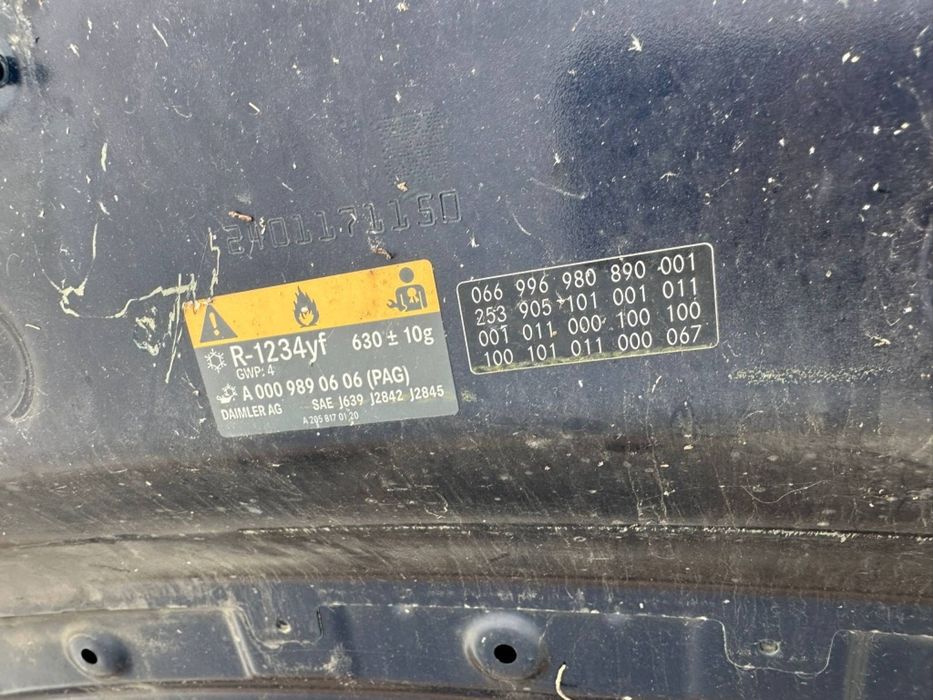 2401171150
R-1234yf 630 ± 10g
GWP: 4
A 000 989 06 06 (PAG)
DAIMLER AG SAE J639 J2842 J2845
A 205 817 01 20
066 996 980 890 001
253 905 101 001 011
001 011 000 100 100
100 101 011 000 067